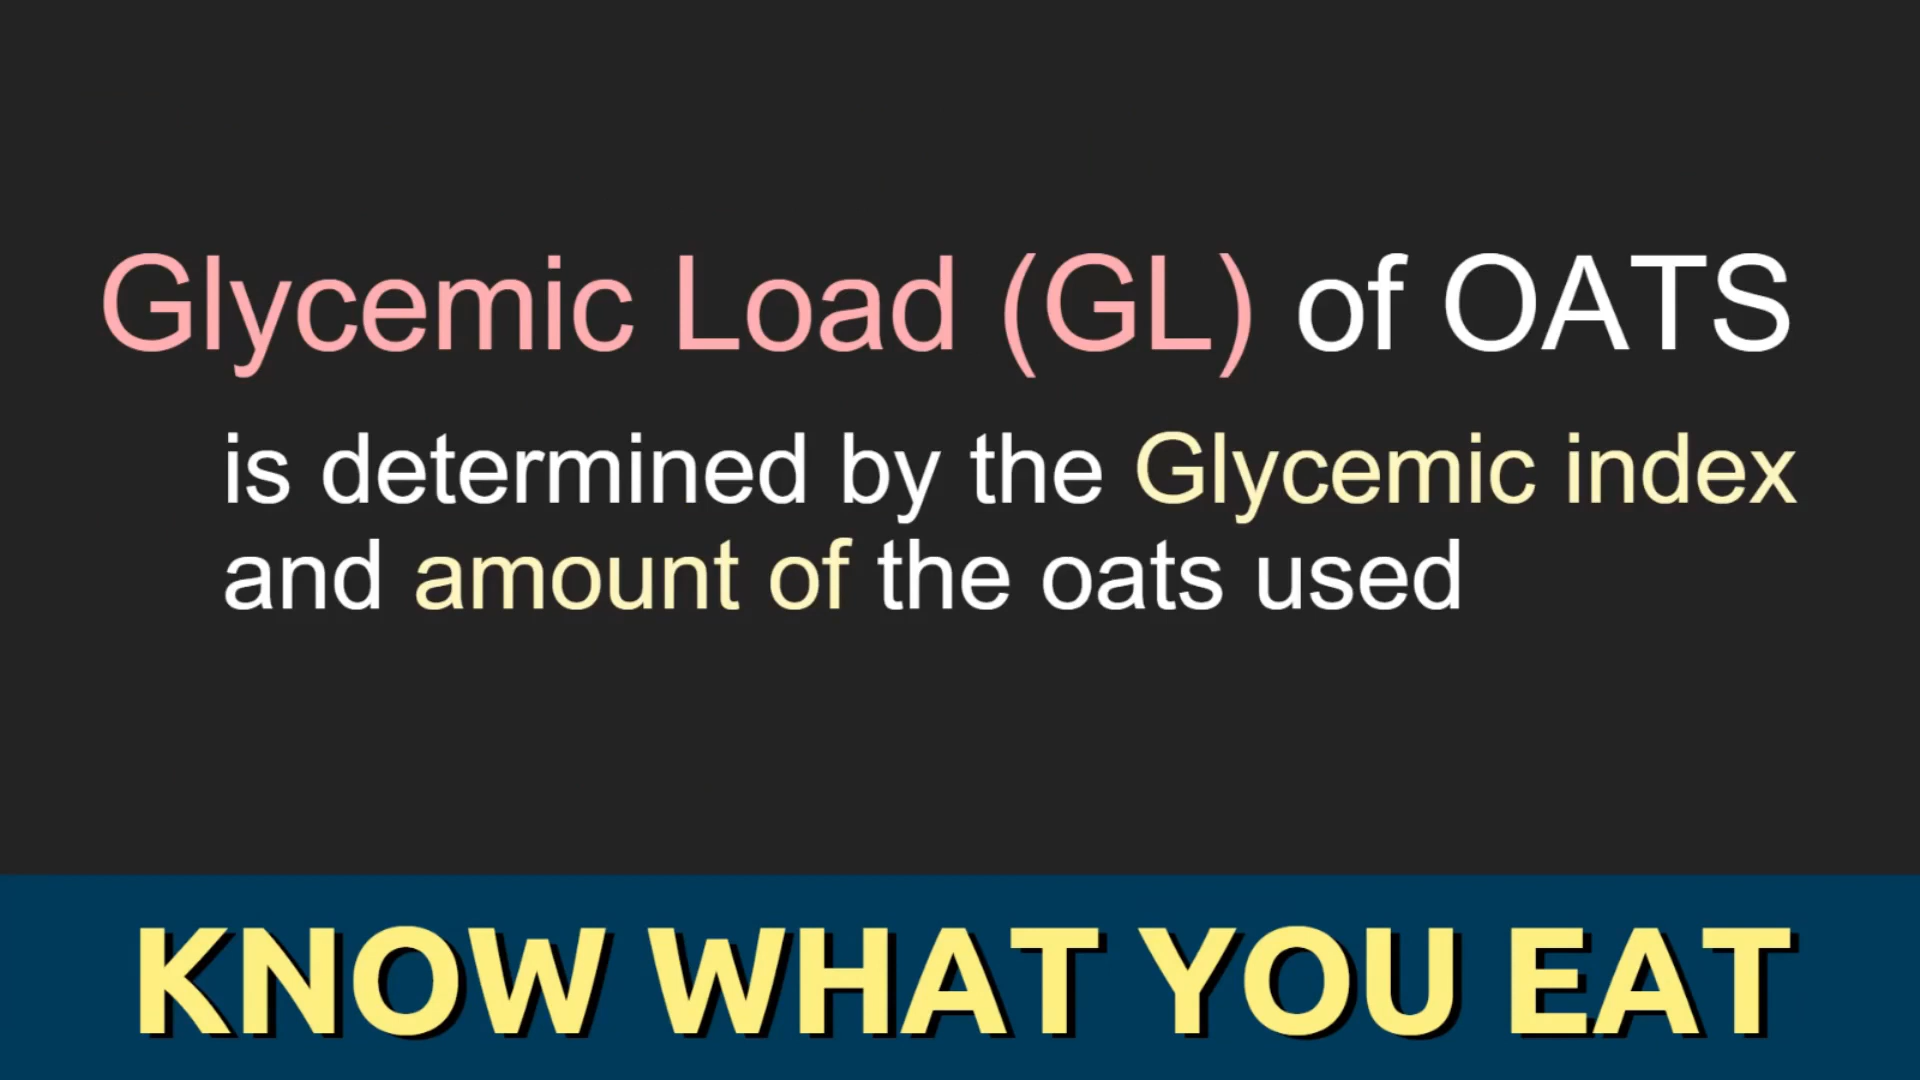 Glycemic Load (GL) of OATS
is determined by the Glycemic index
and amount of the oats used
KNOW WHAT YOU EAT